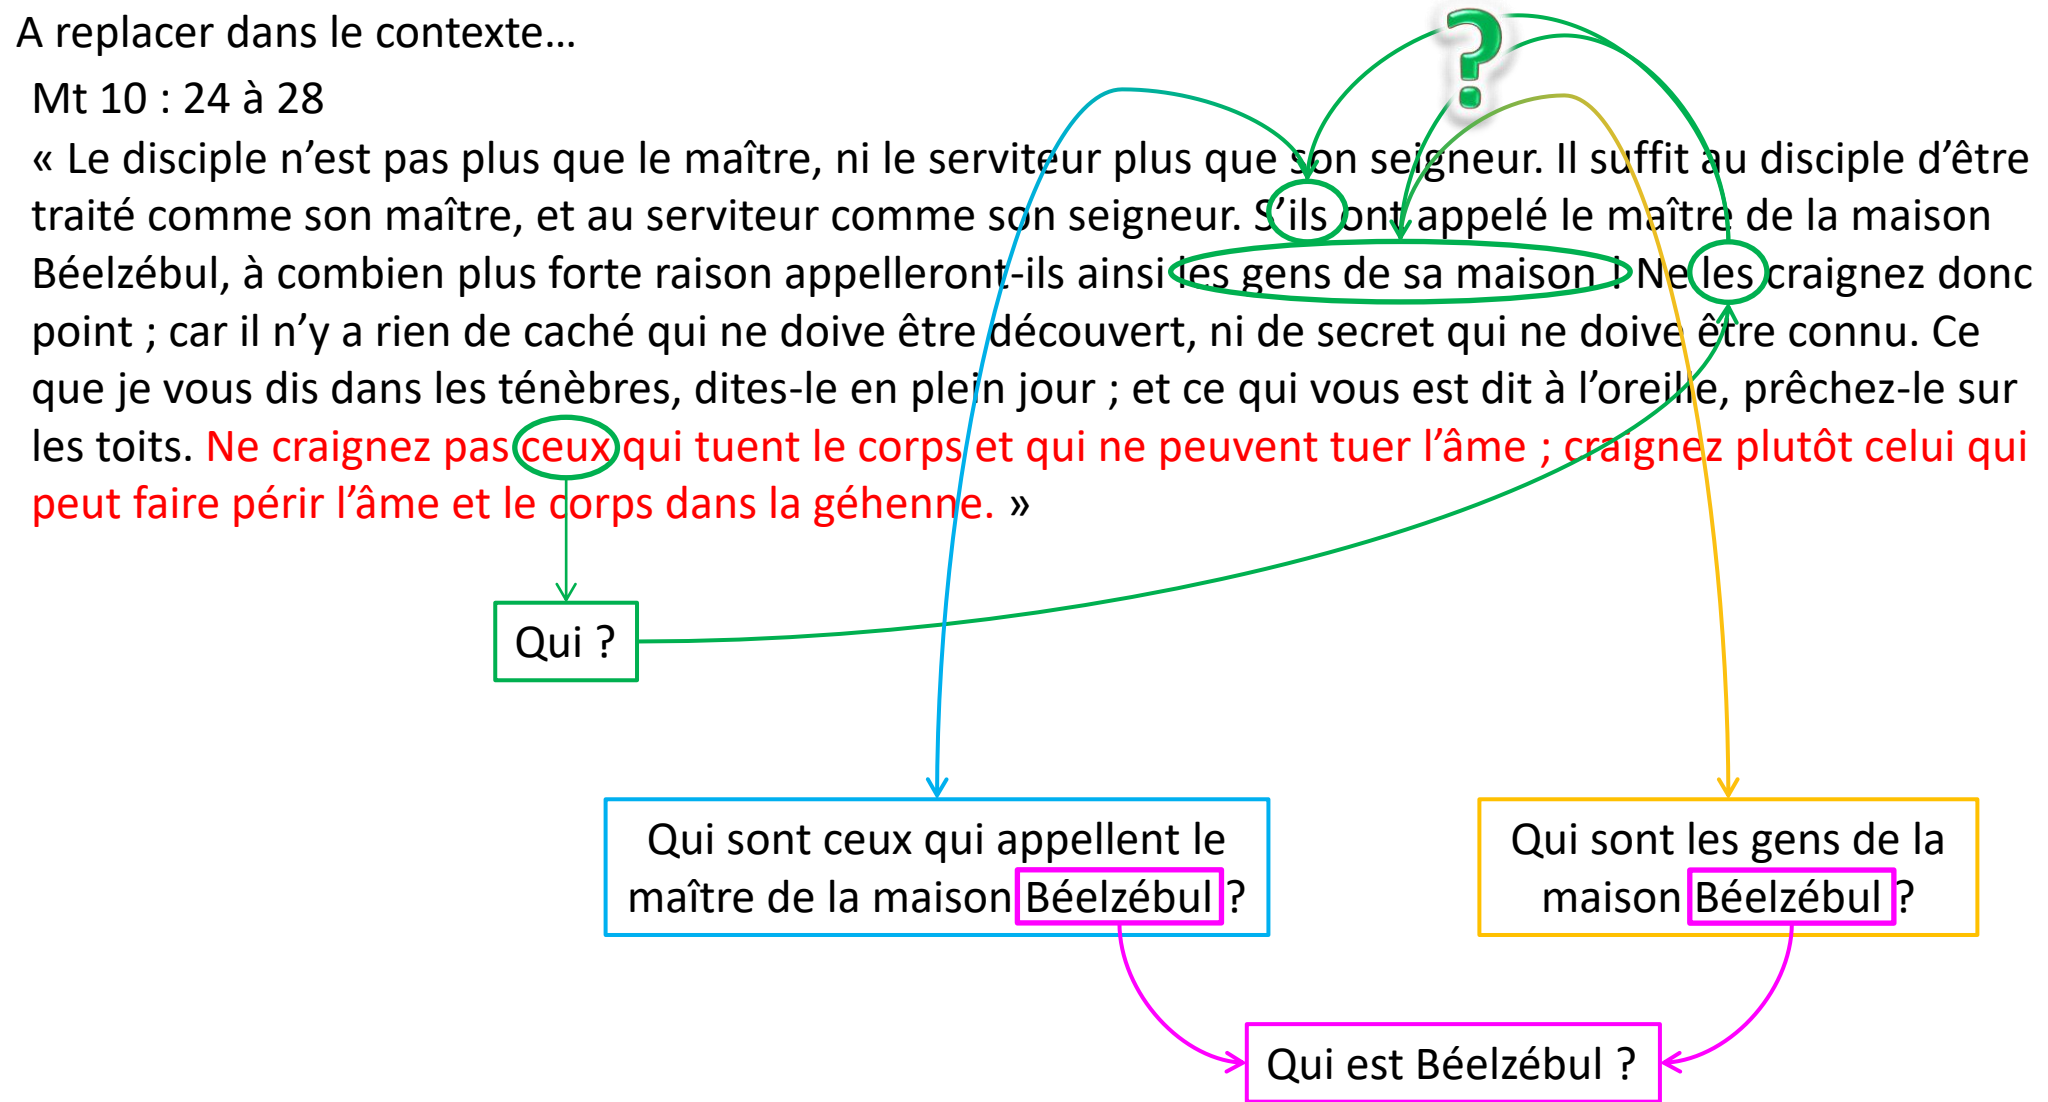 A replacer dans le contexte…
Mt 10 : 24 à 28
« Le disciple n’est pas plus que le maître, ni le serviteur plus que son seigneur. Il suffit au disciple d’être
traité comme son maître, et au serviteur comme son seigneur. S’ils ont appelé le maître de la maison
Béelzébul, à combien plus forte raison appelleront-ils ainsi les gens de sa maison ! Ne les craignez donc
point ; car il n’y a rien de caché qui ne doive être découvert, ni de secret qui ne doive être connu. Ce
que je vous dis dans les ténèbres, dites-le en plein jour ; et ce qui vous est dit à l’oreille, prêchez-le sur
les toits. Ne craignez pas ceux qui tuent le corps et qui ne peuvent tuer l’âme ; craignez plutôt celui qui
peut faire périr l’âme et le corps dans la géhenne. »
?
Qui ?
Qui sont ceux qui appellent le
maître de la maison Béelzébul ?
Qui sont les gens de la
maison Béelzébul ?
Qui est Béelzébul ?